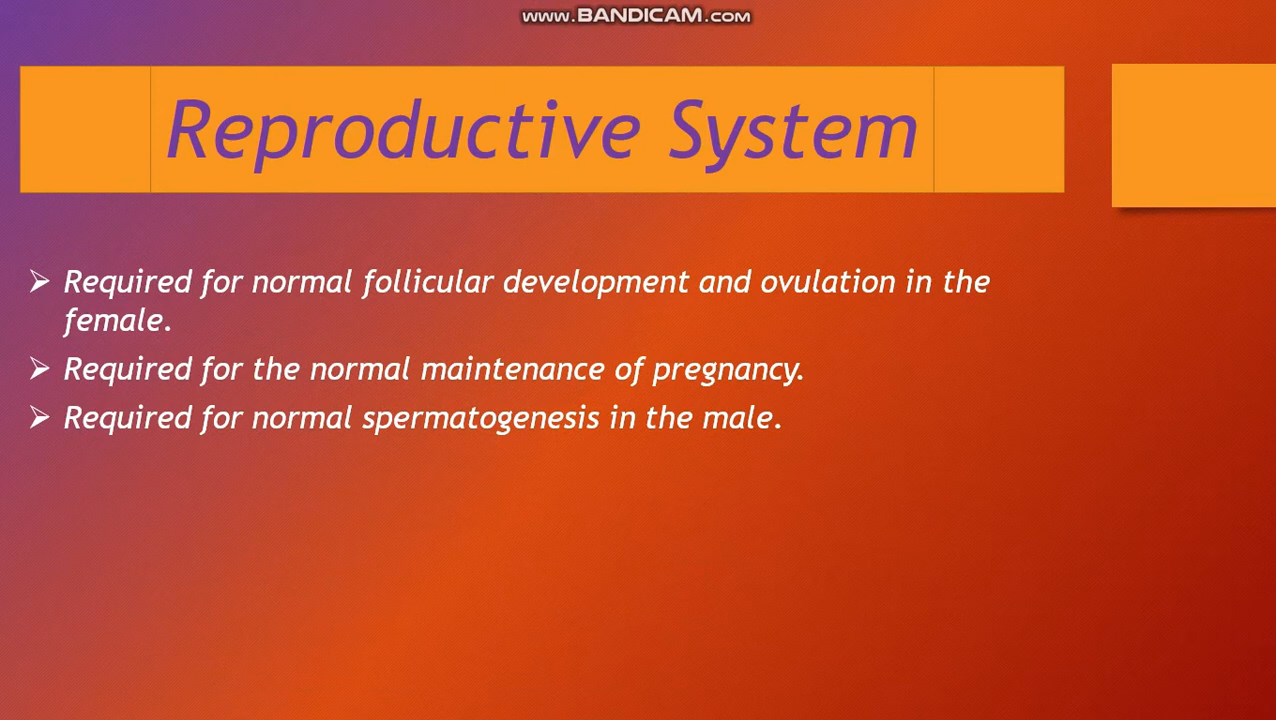 www.BANDICAM.com
Reproductive System
➢ Required for normal follicular development and ovulation in the
female.
➢ Required for the normal maintenance of pregnancy.
➢ Required for normal spermatogenesis in the male.